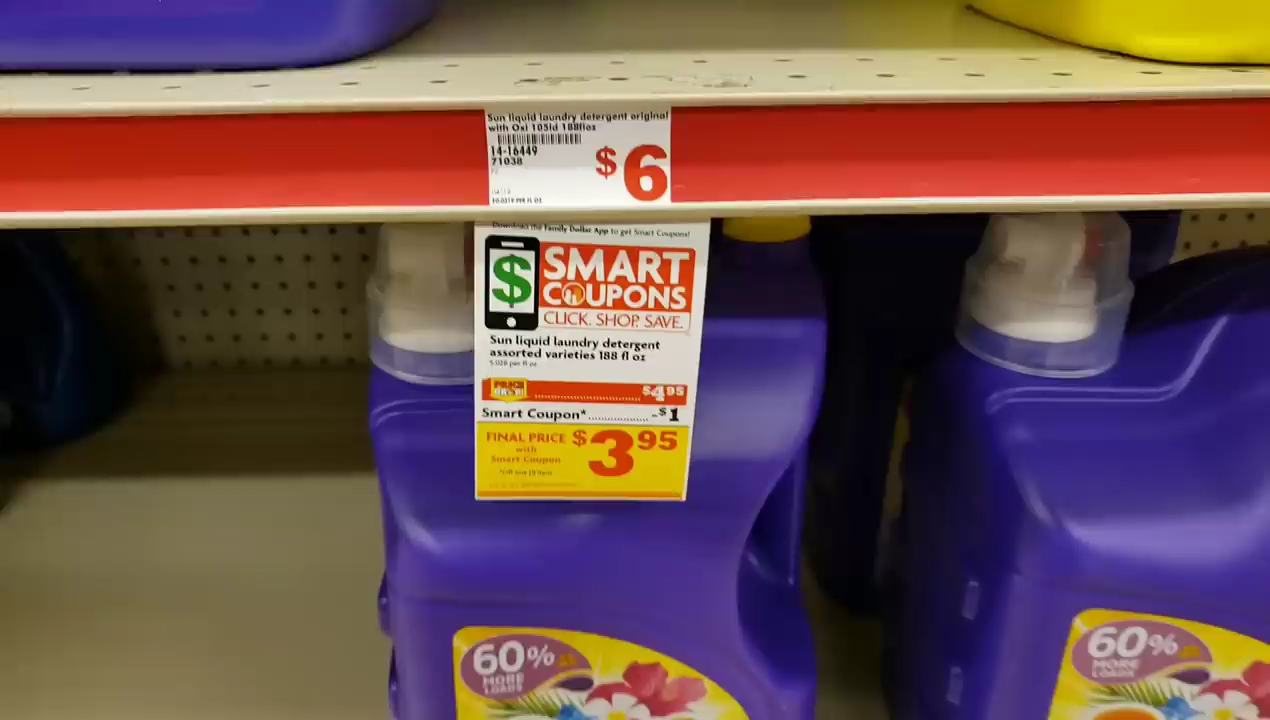 Sun liquid laundry detergent original
with Oxi 105ld 188floz
14-16449
71038
$6
Download the Family Dollar App to get Smart Coupons!
$
SMART
COUPONS
CLICK. SHOP. SAVE.
Sun liquid laundry detergent
assorted varieties 188 fl oz
PRICE
$4.95
Smart Coupon* -$1
FINAL PRICE
with
Smart Coupon
$3.95
60%
MORE
LOADS
60%
MORE
LOADS